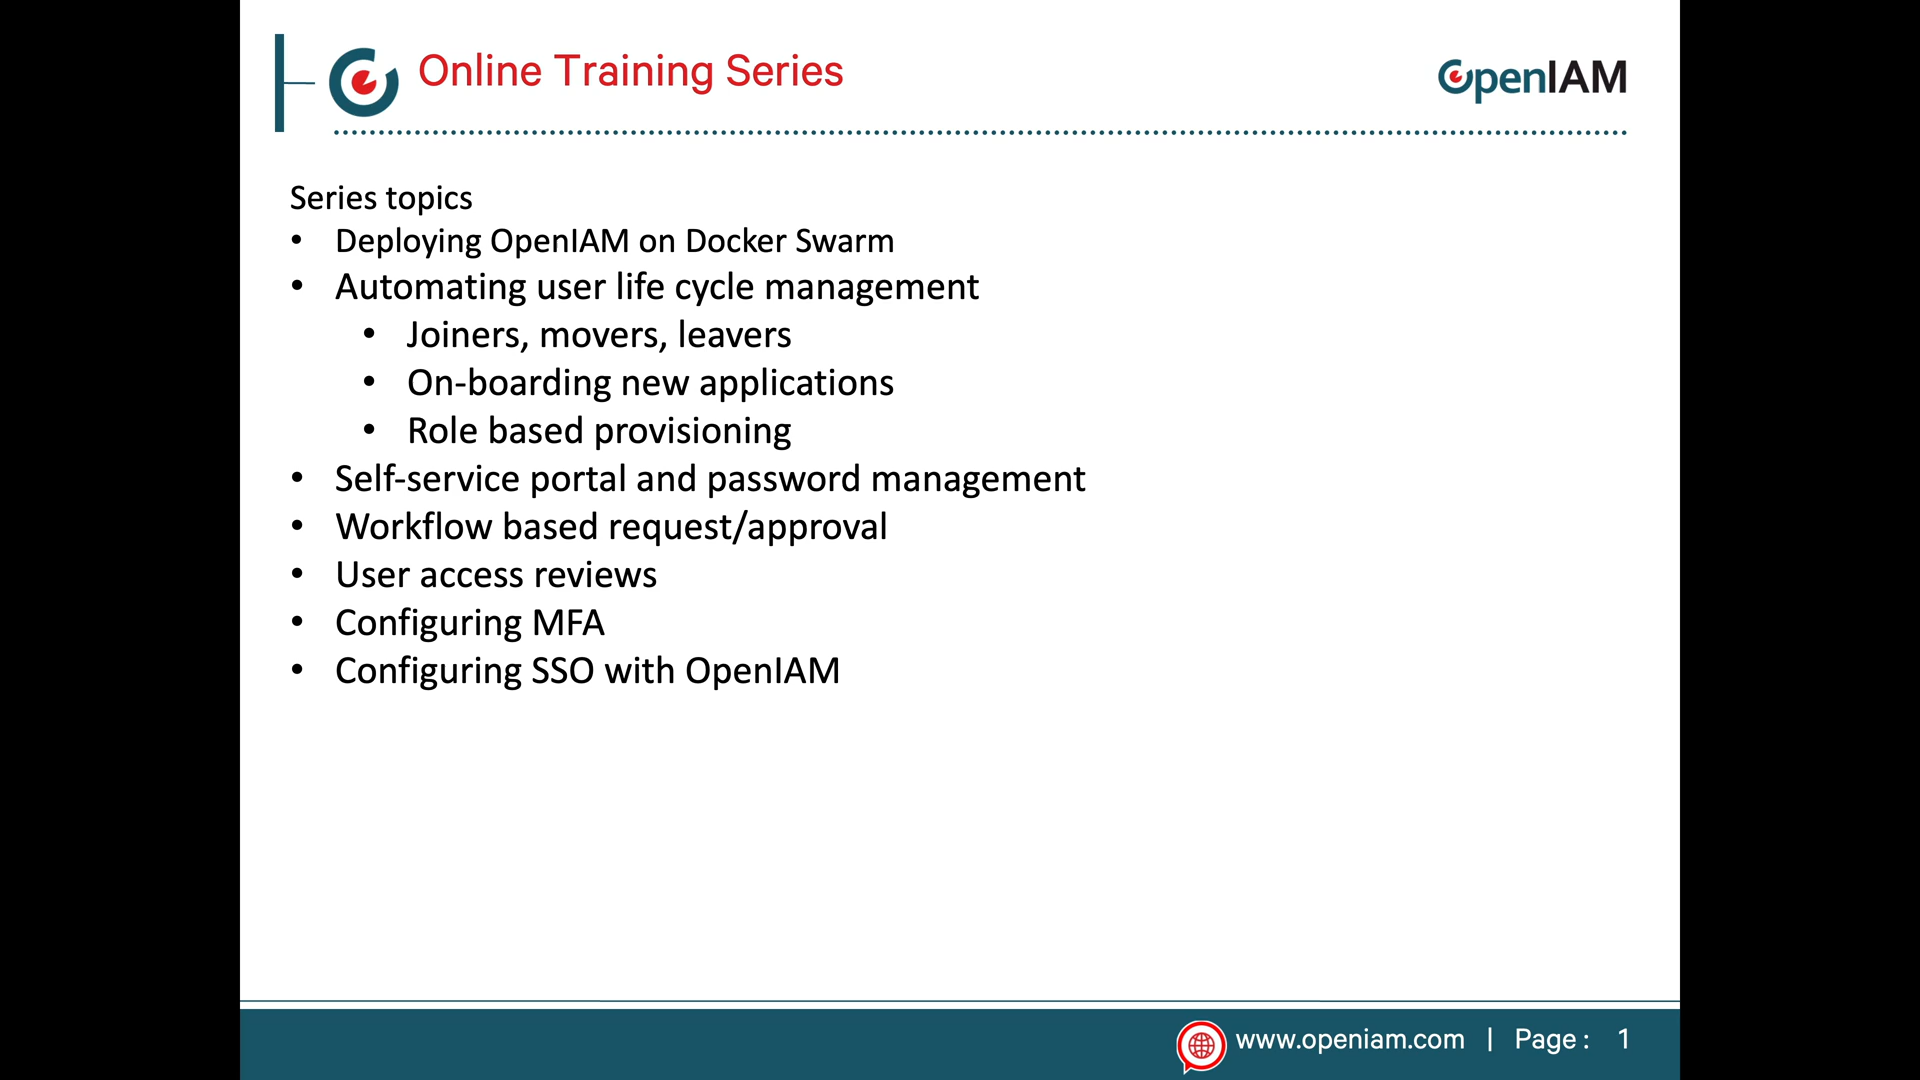 Online Training Series
OpenIAM
Series topics
• Deploying OpenIAM on Docker Swarm
• Automating user life cycle management
• Joiners, movers, leavers
• On-boarding new applications
• Role based provisioning
• Self-service portal and password management
• Workflow based request/approval
• User access reviews
• Configuring MFA
• Configuring SSO with OpenIAM
www.openiam.com | Page : 1